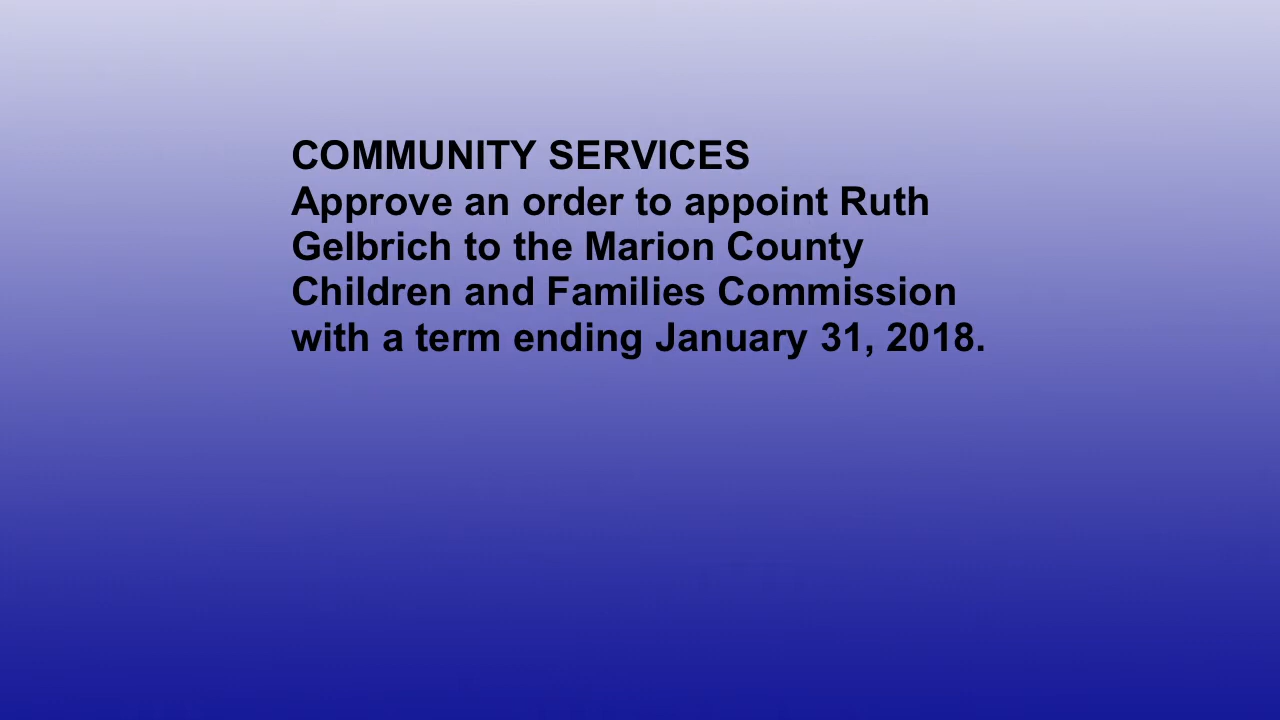 COMMUNITY SERVICES
Approve an order to appoint Ruth
Gelbrich to the Marion County
Children and Families Commission
with a term ending January 31, 2018.